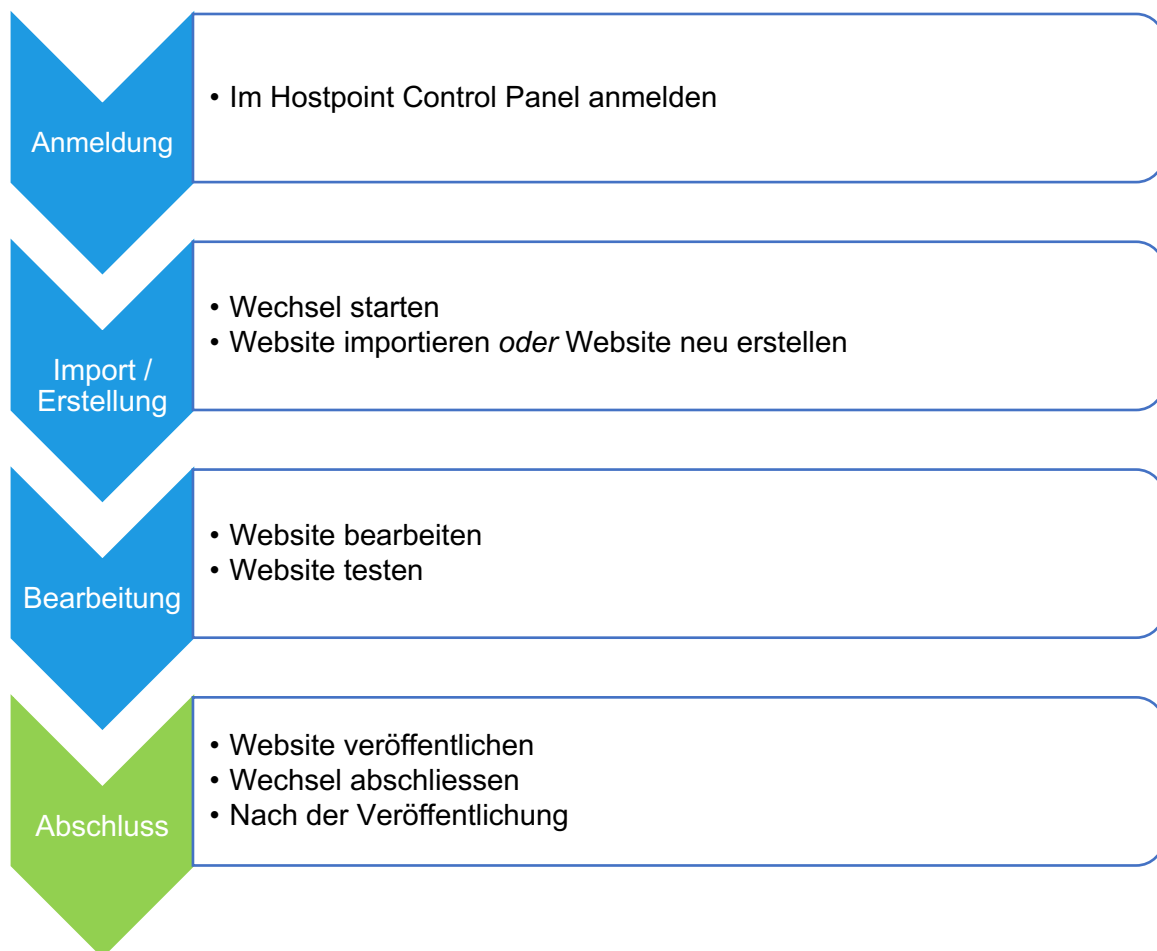 Anmeldung
• Im Hostpoint Control Panel anmelden
Import /
Erstellung
• Wechsel starten
• Website importieren oder Website neu erstellen
Bearbeitung
• Website bearbeiten
• Website testen
Abschluss
• Website veröffentlichen
• Wechsel abschliessen
• Nach der Veröffentlichung